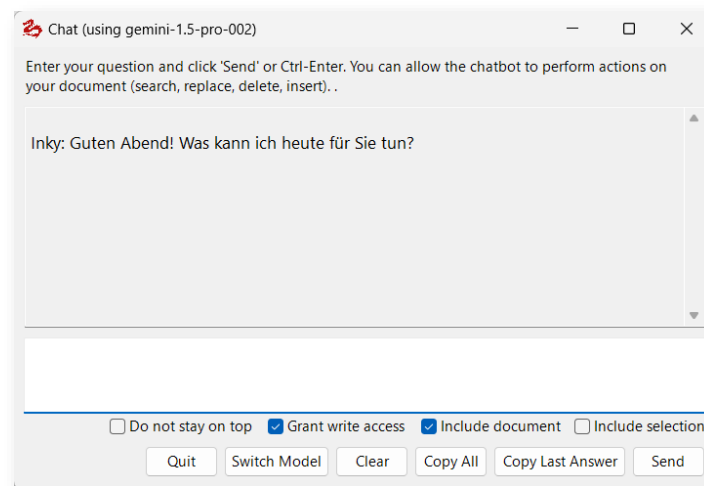 Chat (using gemini-1.5-pro-002)
Enter your question and click 'Send' or Ctrl-Enter. You can allow the chatbot to perform actions on
your document (search, replace, delete, insert). .
Inky: Guten Abend! Was kann ich heute für Sie tun?
Do not stay on top Grant write access Include document Include selection
Quit Switch Model Clear Copy All Copy Last Answer Send